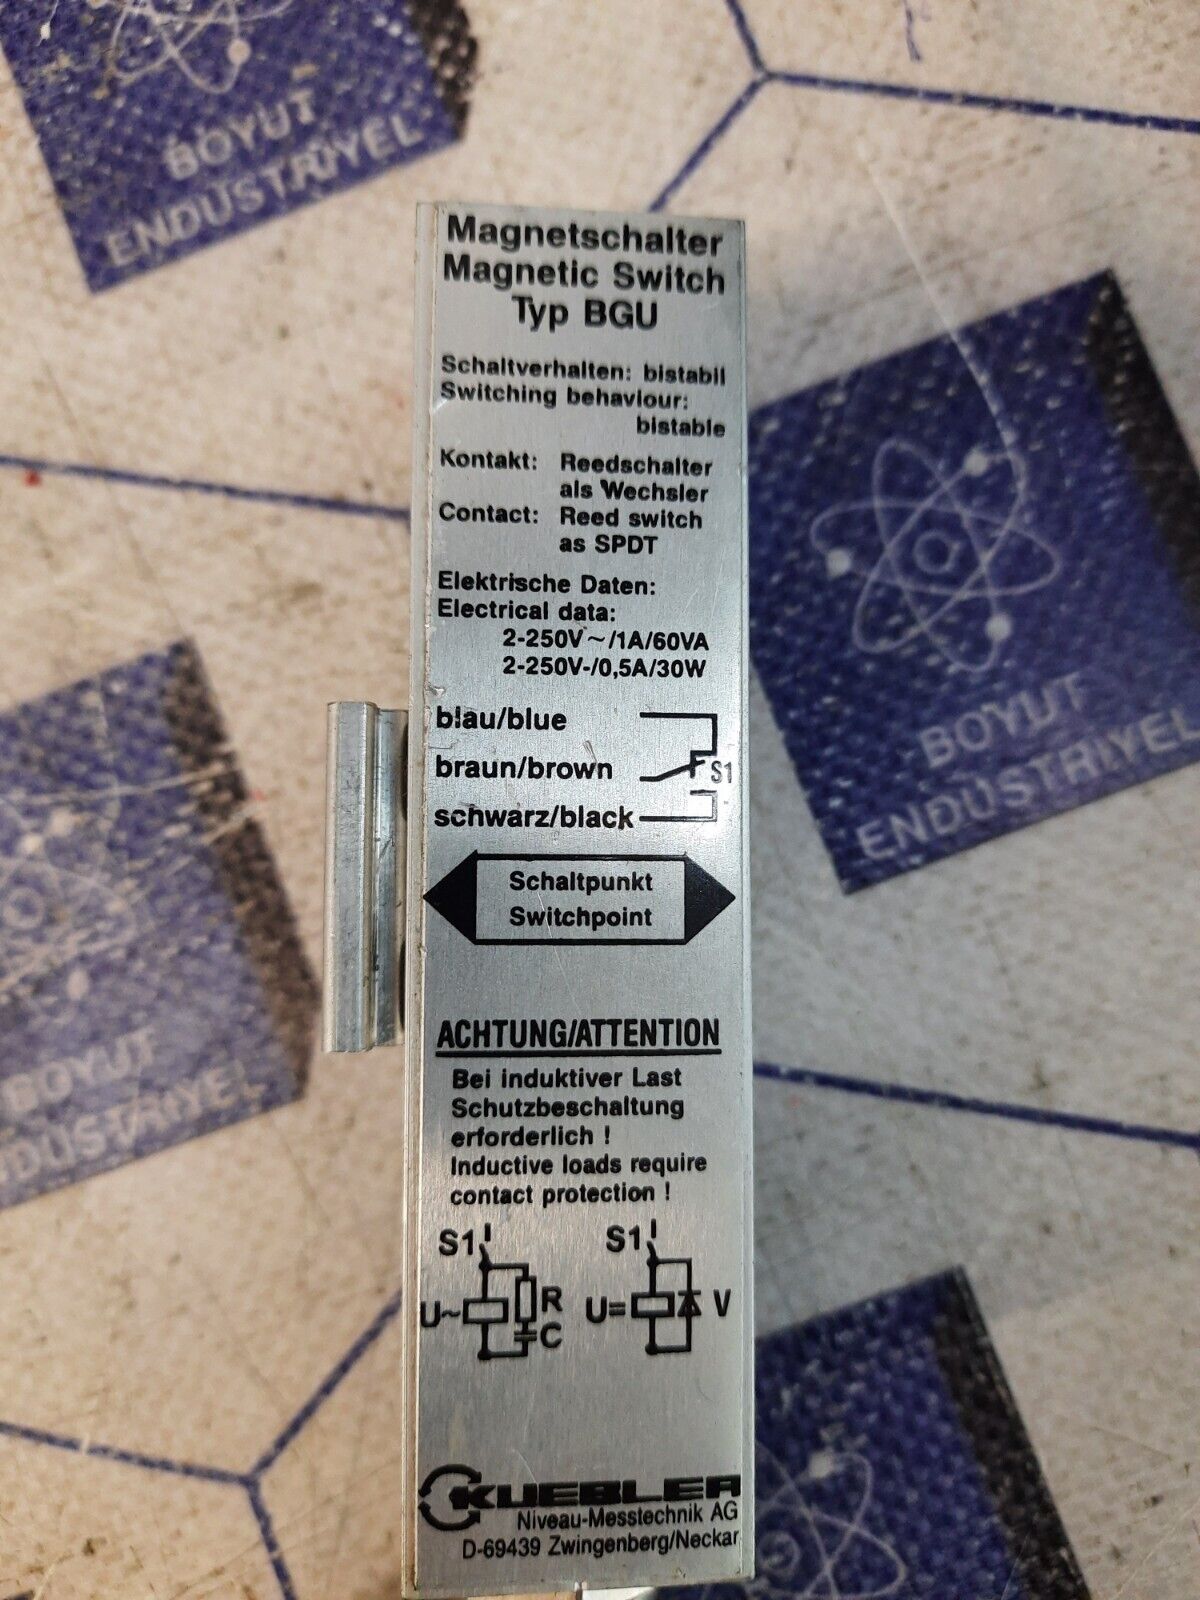 BOYUT
ENDUSTRIYEL
Magnetschalter
Magnetic Switch
Typ BGU
Schaltverhalten: bistabil
Switching behaviour:
bistable
Kontakt: Reedschalter
als Wechsler
Contact: Reed switch
as SPDT
Elektrische Daten:
Electrical data:
2-250V~/1A/60VA
2-250V-/0,5A/30W
blau/blue
braun/brown S1
schwarz/black
Schaltpunkt
Switchpoint
ACHTUNG/ATTENTION
Bei induktiver Last
Schutzbeschaltung
erforderlich !
Inductive loads require
contact protection !
S1 S1
U~ R U= V
C
KUEBLER
Niveau-Messtechnik AG
D-69439 Zwingenberg/Neckar
BOYUT
ENDUSTRIYEL
BOYUT
ENDUSTRIYEL